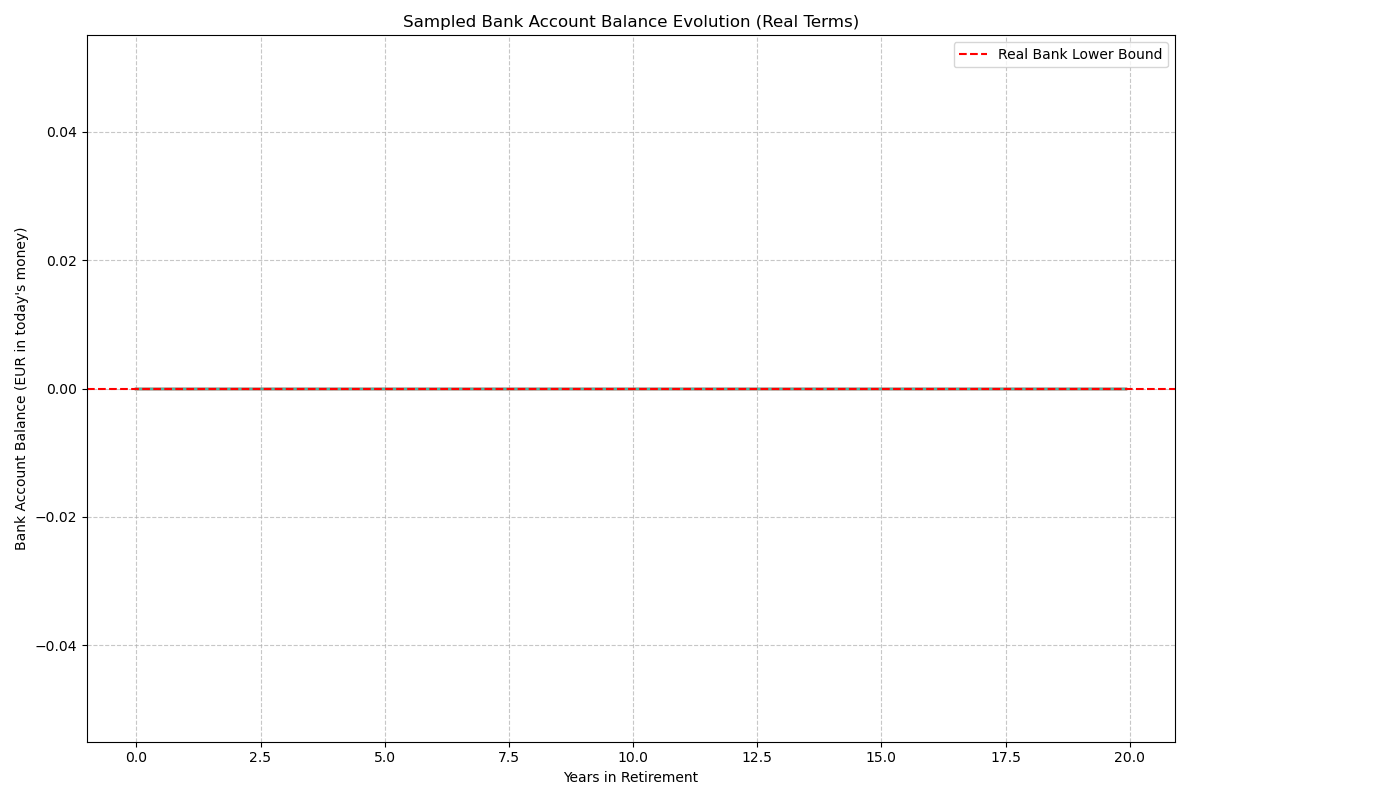 Sampled Bank Account Balance Evolution (Real Terms)
Real Bank Lower Bound
Bank Account Balance (EUR in today's money)
0.04
0.02
0.00
−0.02
−0.04
0.0 2.5 5.0 7.5 10.0 12.5 15.0 17.5 20.0
Years in Retirement